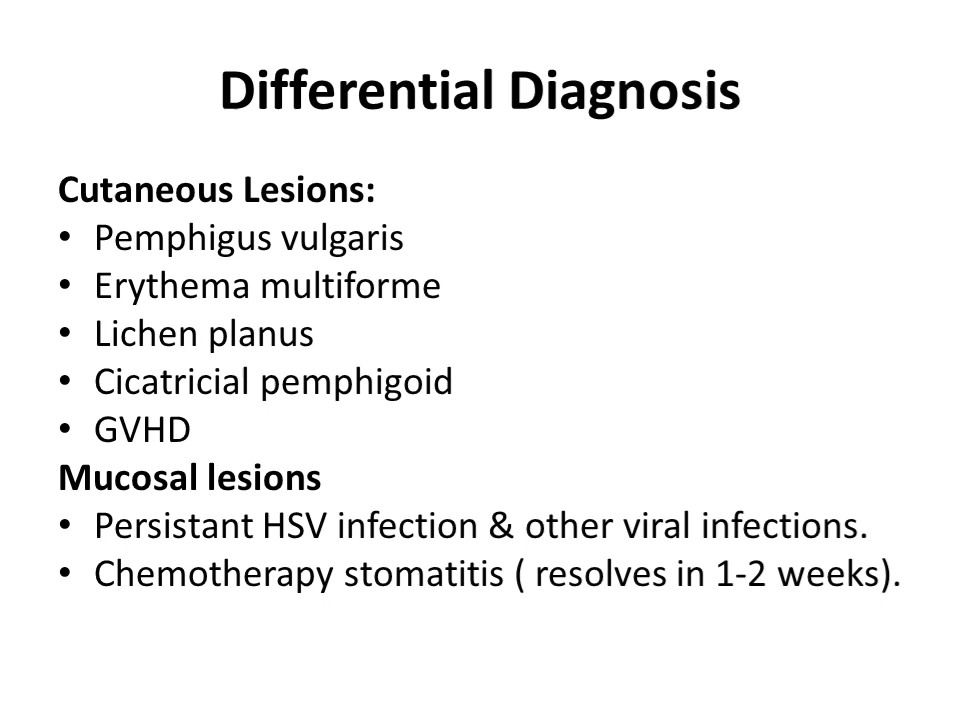 Differential Diagnosis
Cutaneous Lesions:
• Pemphigus vulgaris
• Erythema multiforme
• Lichen planus
• Cicatricial pemphigoid
• GVHD
Mucosal lesions
• Persistant HSV infection & other viral infections.
• Chemotherapy stomatitis ( resolves in 1-2 weeks).